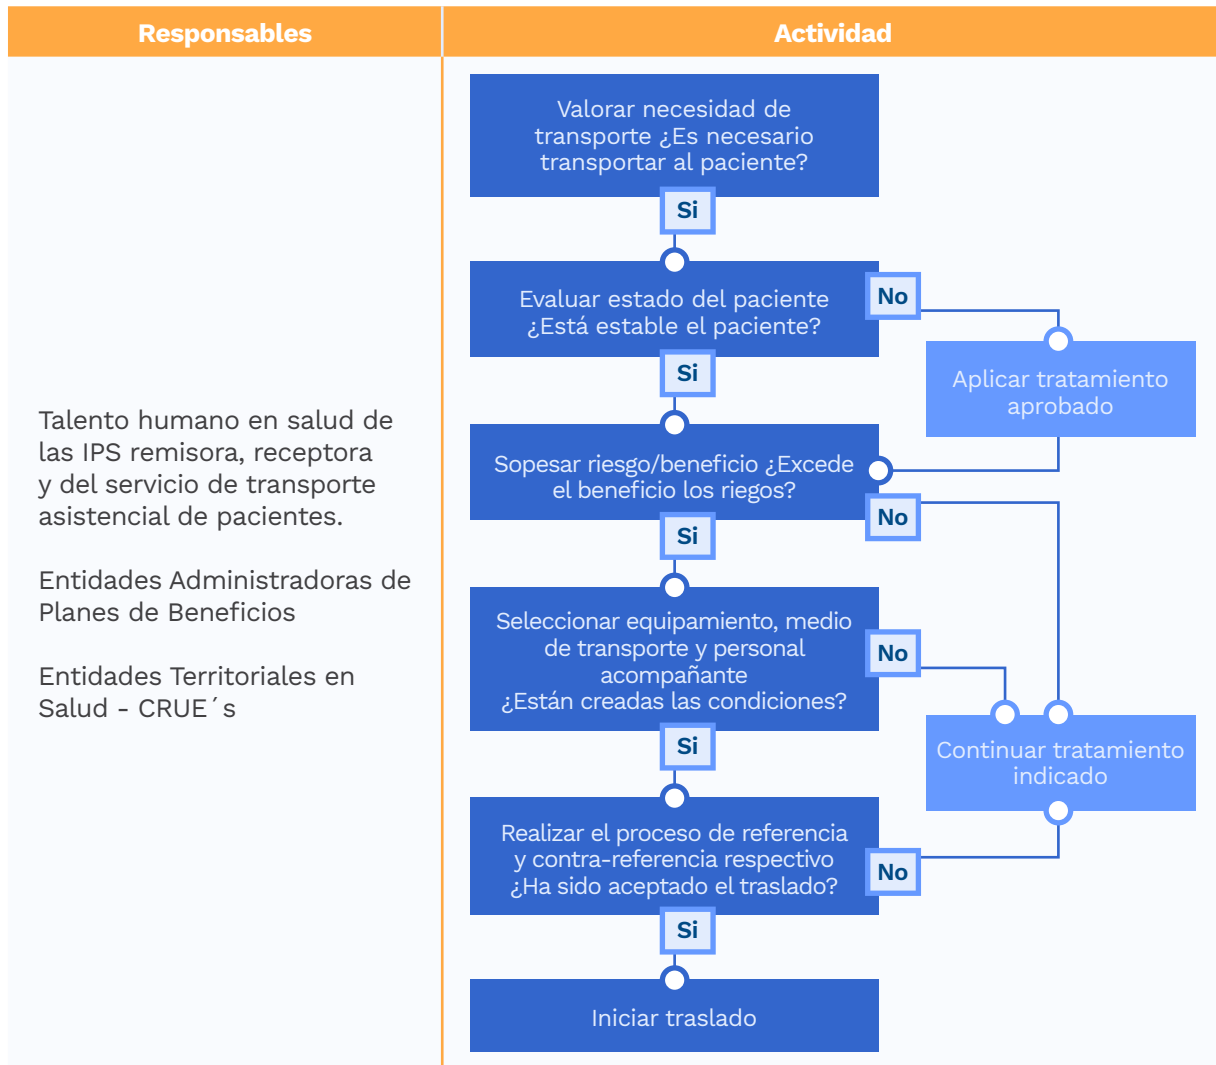 Responsables
Actividad
Talento humano en salud de
las IPS remisora, receptora
y del servicio de transporte
asistencial de pacientes.
Entidades Administradoras de
Planes de Beneficios
Entidades Territoriales en
Salud - CRUE´s
Valorar necesidad de
transporte ¿Es necesario
transportar al paciente?
Si
Evaluar estado del paciente
¿Está estable el paciente?
No
Si
Aplicar tratamiento
aprobado
Sopesar riesgo/beneficio ¿Excede
el beneficio los riegos?
No
Si
Seleccionar equipamiento, medio
de transporte y personal
acompañante
¿Están creadas las condiciones?
No
Si
Continuar tratamiento
indicado
Realizar el proceso de referencia
y contra-referencia respectivo
¿Ha sido aceptado el traslado?
No
Si
Iniciar traslado